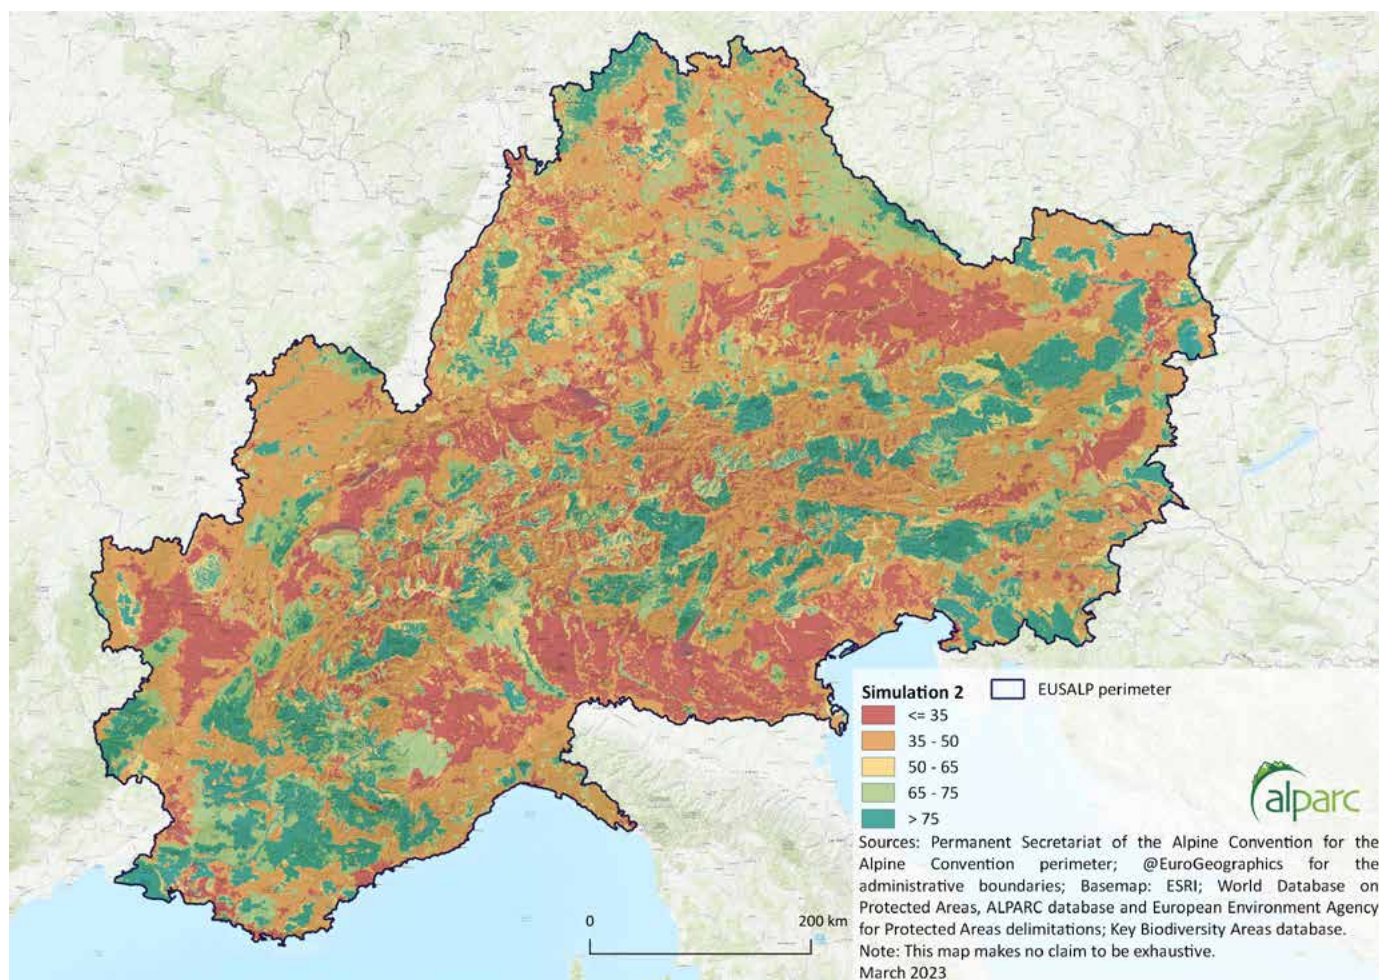 Simulation 2
EUSALP perimeter
<= 35
35 - 50
50 - 65
65 - 75
> 75
alparc
Sources: Permanent Secretariat of the Alpine Convention for the
Alpine Convention perimeter; @EuroGeographics for the
administrative boundaries; Basemap: ESRI; World Database on
Protected Areas, ALPARC database and European Environment Agency
for Protected Areas delimitations; Key Biodiversity Areas database.
Note: This map makes no claim to be exhaustive.
March 2023
0
200 km